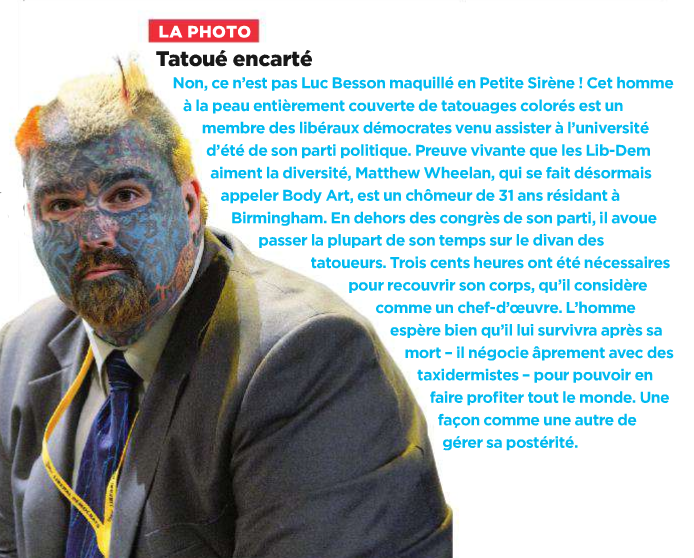 LA PHOTO
Tatoué encarté
Non, ce n'est pas Luc Besson maquillé en Petite Sirène ! Cet homme
à la peau entièrement couverte de tatouages colorés est un
membre des libéraux démocrates venu assister à l'université
d'été de son parti politique. Preuve vivante que les Lib-Dem
aiment la diversité, Matthew Wheelan, qui se fait désormais
appeler Body Art, est un chômeur de 31 ans résidant à
Birmingham. En dehors des congrès de son parti, il avoue
passer la plupart de son temps sur le divan des
tatoueurs. Trois cents heures ont été nécessaires
pour recouvrir son corps, qu'il considère
comme un chef-d'œuvre. L'homme
espère bien qu'il lui survivra après sa
mort – il négocie âprement avec des
taxidermistes – pour pouvoir en
faire profiter tout le monde. Une
façon comme une autre de
gérer sa postérité.
LIBERAL DEMOCRATS